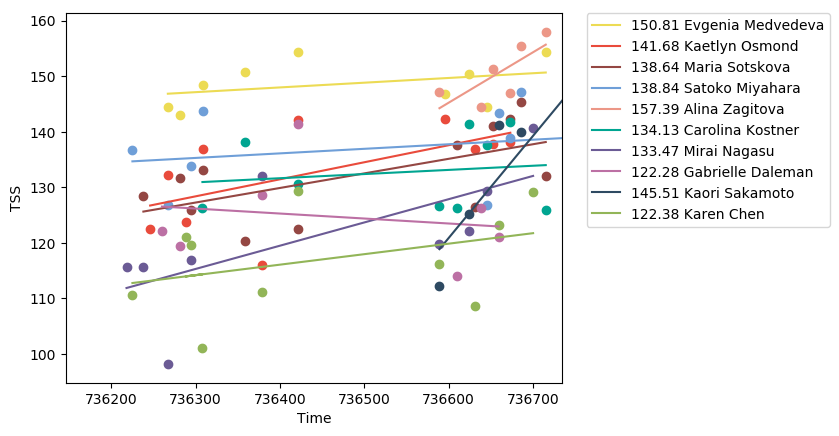 160
150
140
130
120
110
100
TSS
736200 736300 736400 736500 736600 736700
Time
150.81 Evgenia Medvedeva
141.68 Kaetlyn Osmond
138.64 Maria Sotskova
138.84 Satoko Miyahara
157.39 Alina Zagitova
134.13 Carolina Kostner
133.47 Mirai Nagasu
122.28 Gabrielle Daleman
145.51 Kaori Sakamoto
122.38 Karen Chen